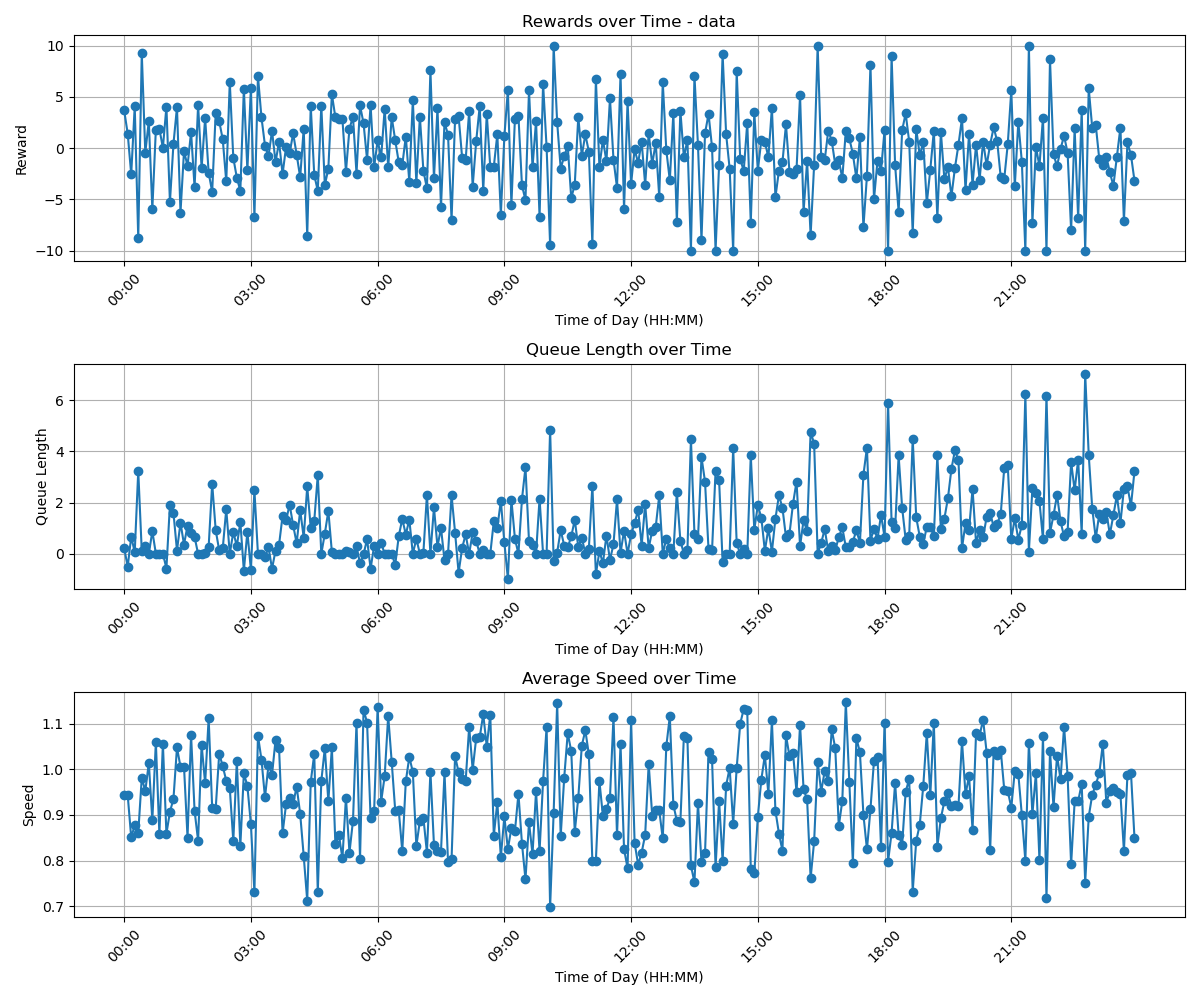 Rewards over Time - data
Reward
10
5
0
−5
−10
00:00 03:00 06:00 09:00 12:00 15:00 18:00 21:00
Time of Day (HH:MM)
Queue Length over Time
Queue Length
6
4
2
0
00:00 03:00 06:00 09:00 12:00 15:00 18:00 21:00
Time of Day (HH:MM)
Average Speed over Time
Speed
1.1
1.0
0.9
0.8
0.7
00:00 03:00 06:00 09:00 12:00 15:00 18:00 21:00
Time of Day (HH:MM)